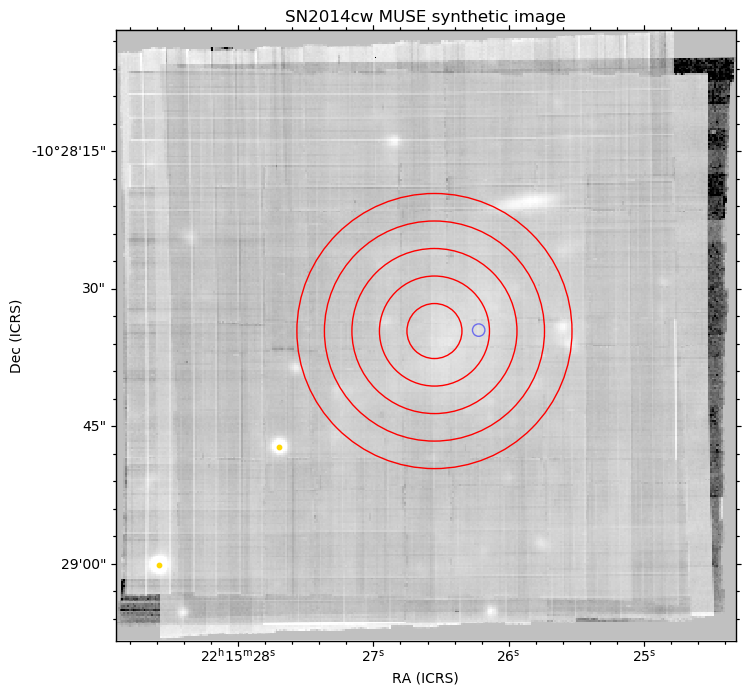 SN2014cw MUSE synthetic image
-10°28'15"
30"
45"
29'00"
Dec (ICRS)
22ʰ15ᵐ28ˢ
27ˢ
26ˢ
25ˢ
RA (ICRS)